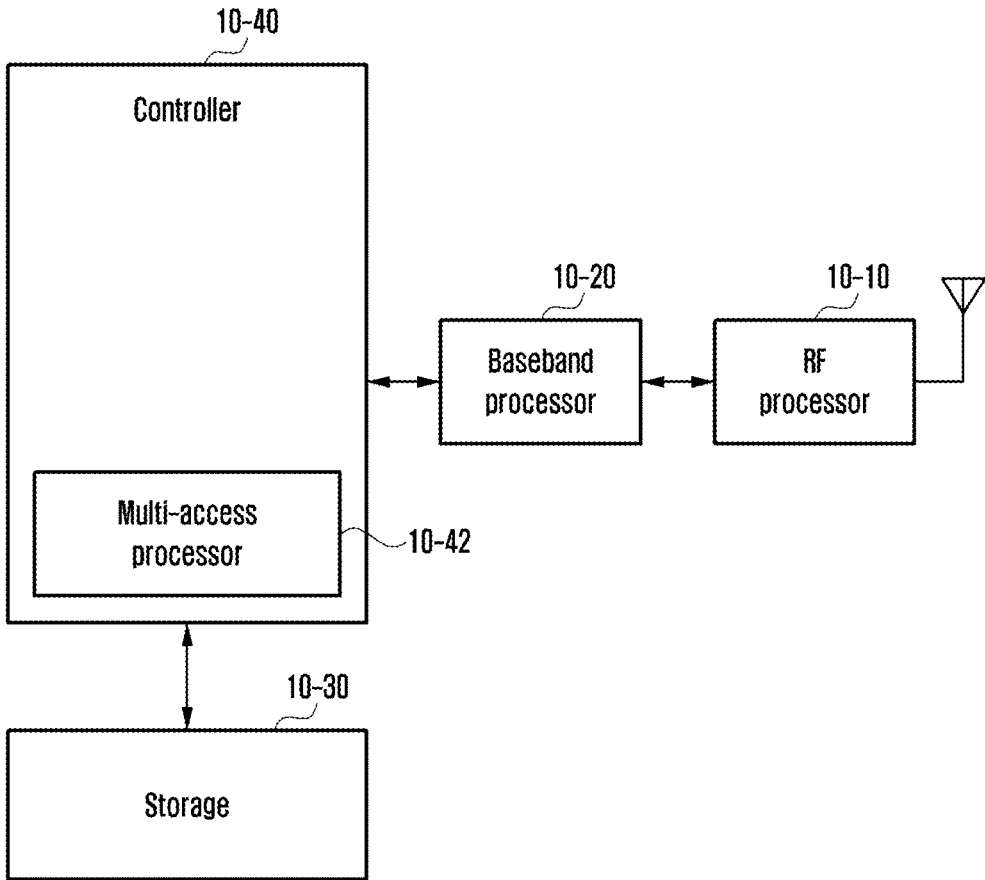 10-40
Controller
10-20
10-10
Baseband
processor
RF
processor
Multi-access
processor
10-42
10-30
Storage